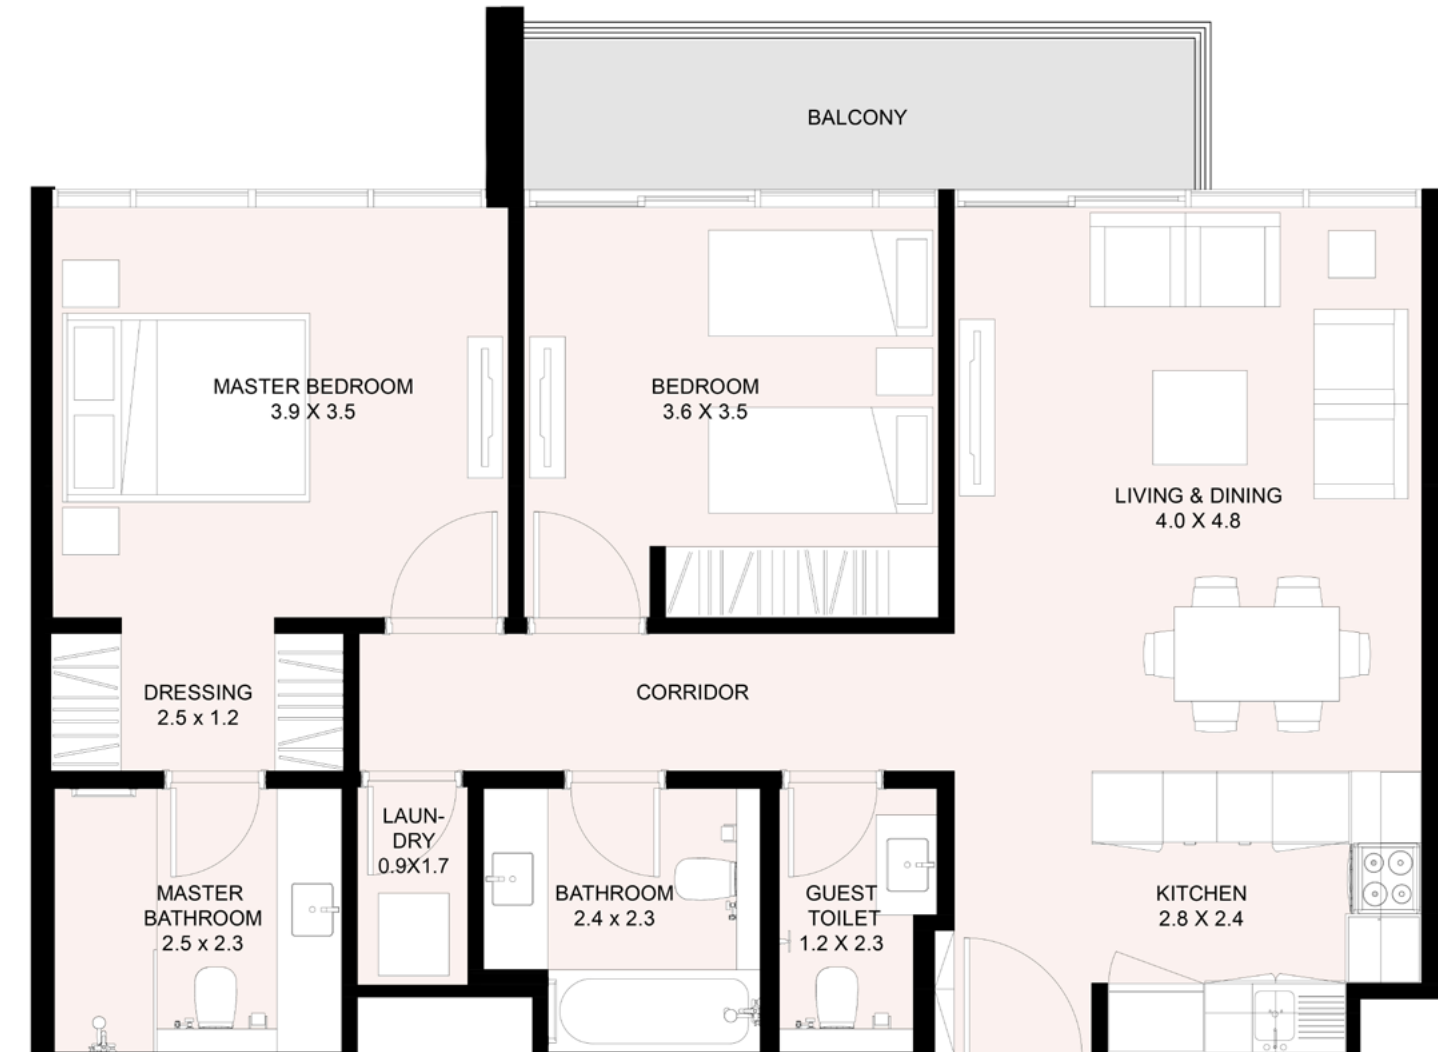 BALCONY
MASTER BEDROOM
3.9 X 3.5
BEDROOM
3.6 X 3.5
LIVING & DINING
4.0 X 4.8
DRESSING
2.5 x 1.2
CORRIDOR
LAUN-
DRY
0.9X1.7
MASTER
BATHROOM
2.5 x 2.3
BATHROOM
2.4 x 2.3
GUEST
TOILET
1.2 X 2.3
KITCHEN
2.8 X 2.4